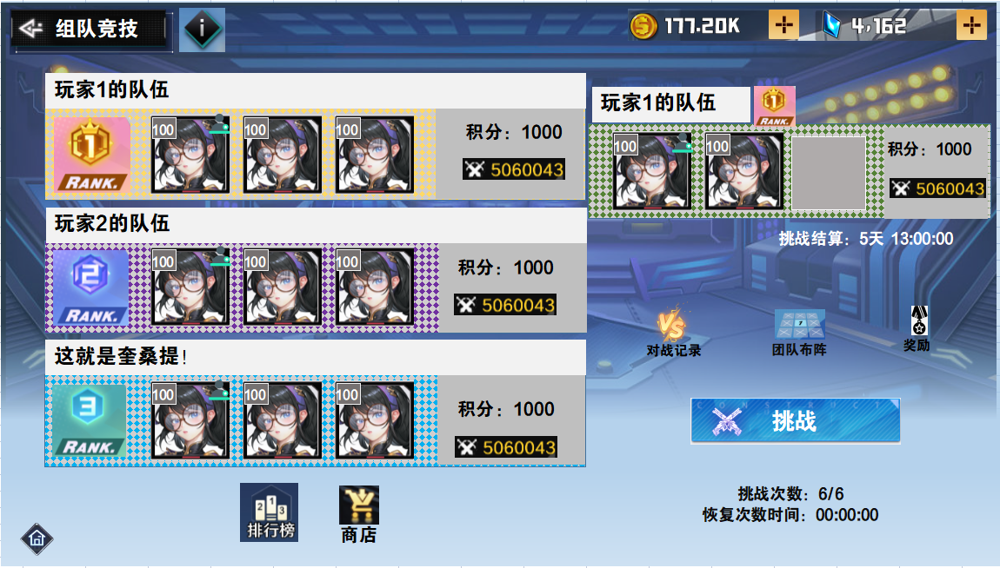 组队竞技
i
177.20K
4,162
玩家1的队伍
1
RANK.
100
100
100
积分：1000
5060043
玩家2的队伍
2
RANK.
100
100
100
积分：1000
5060043
这就是奎桑提！
3
RANK.
100
100
100
积分：1000
5060043
排行榜
商店
玩家1的队伍
1
RANK.
100
100
积分：1000
5060043
挑战结算：5天 13:00:00
VS
对战记录
7
团队布阵
奖励
CONSTRUCT
挑战
挑战次数：6/6
恢复次数时间：00:00:00